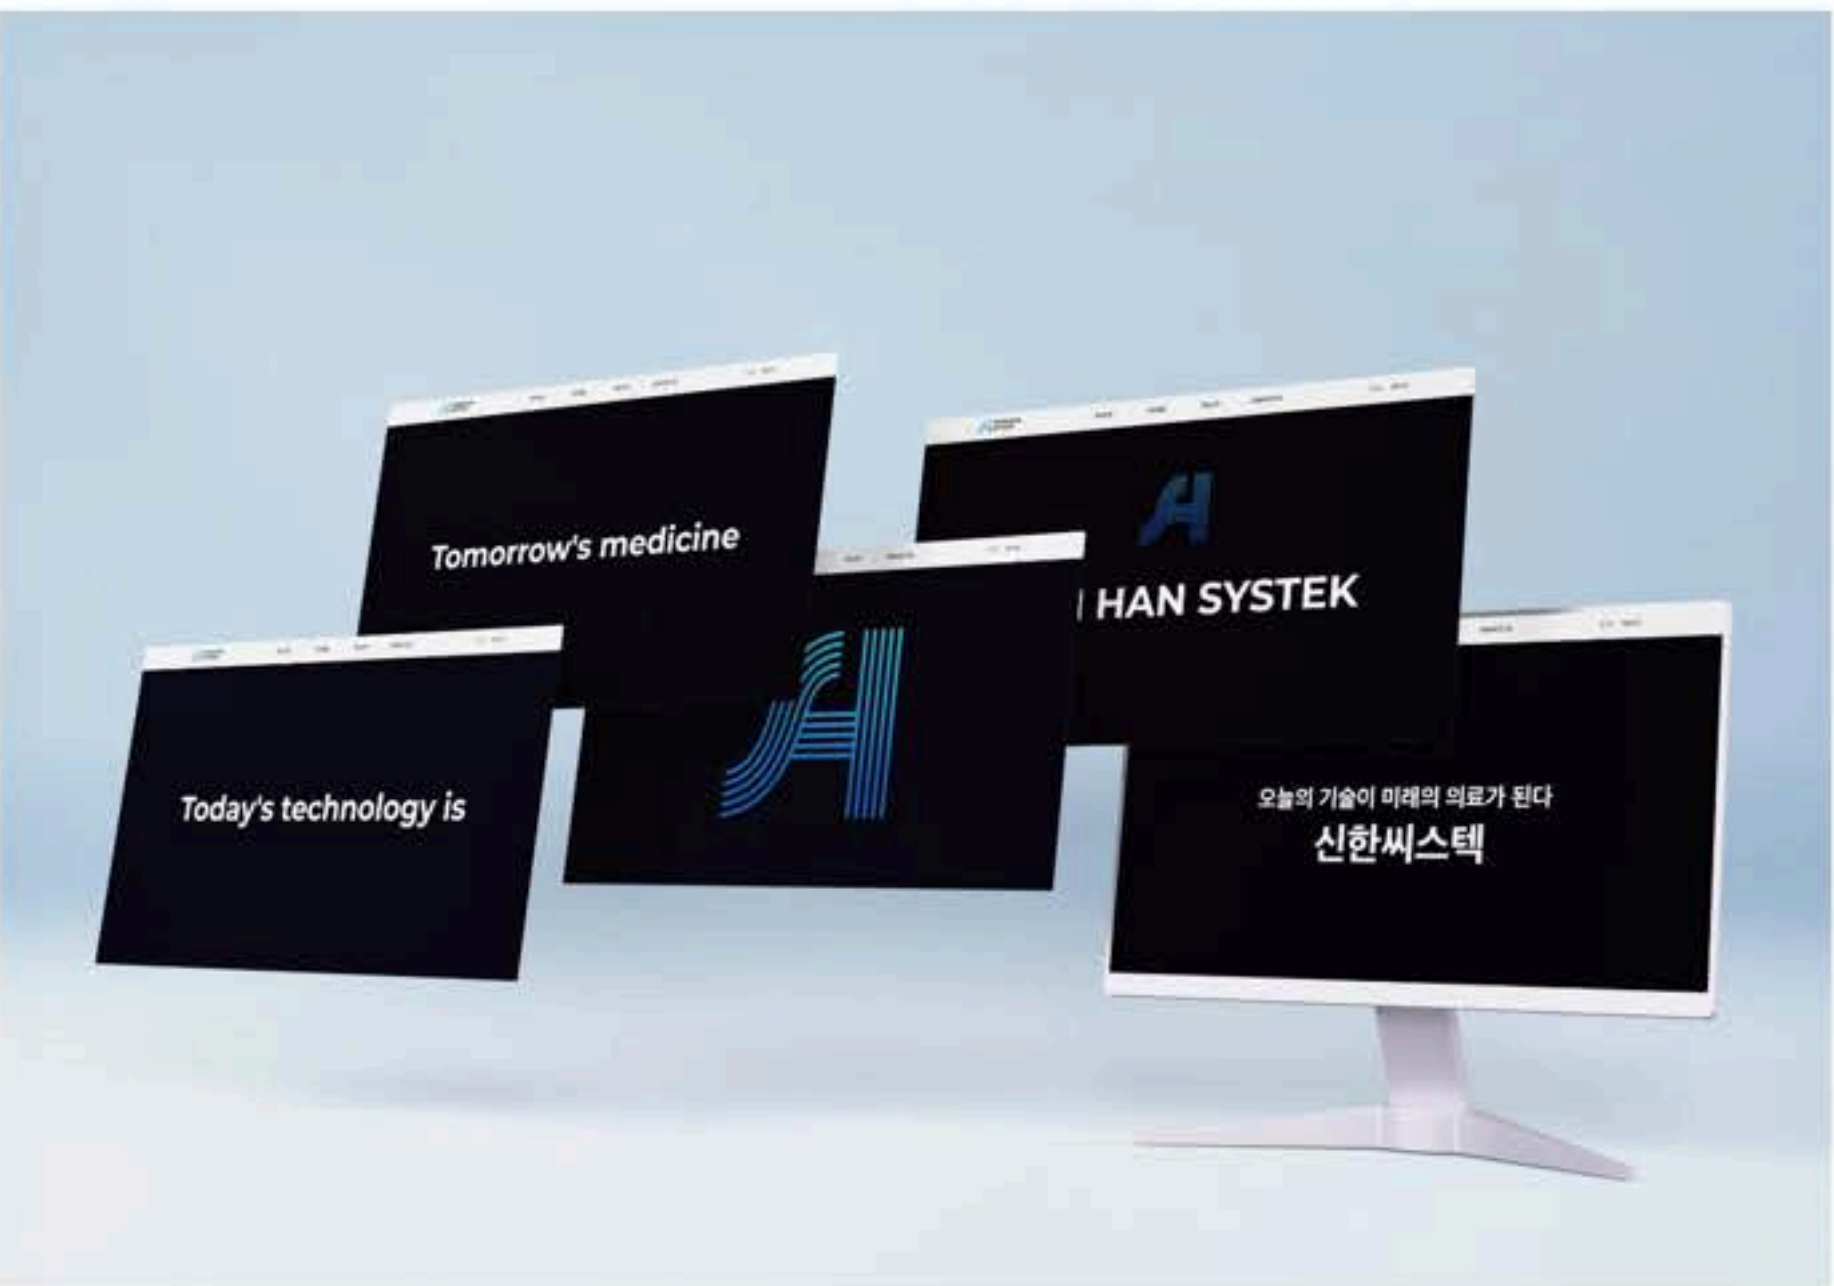 Tomorrow's medicine
HAN SYSTEK
Today's technology is
오늘의 기술이 미래의 의료가 된다
신한씨스텍